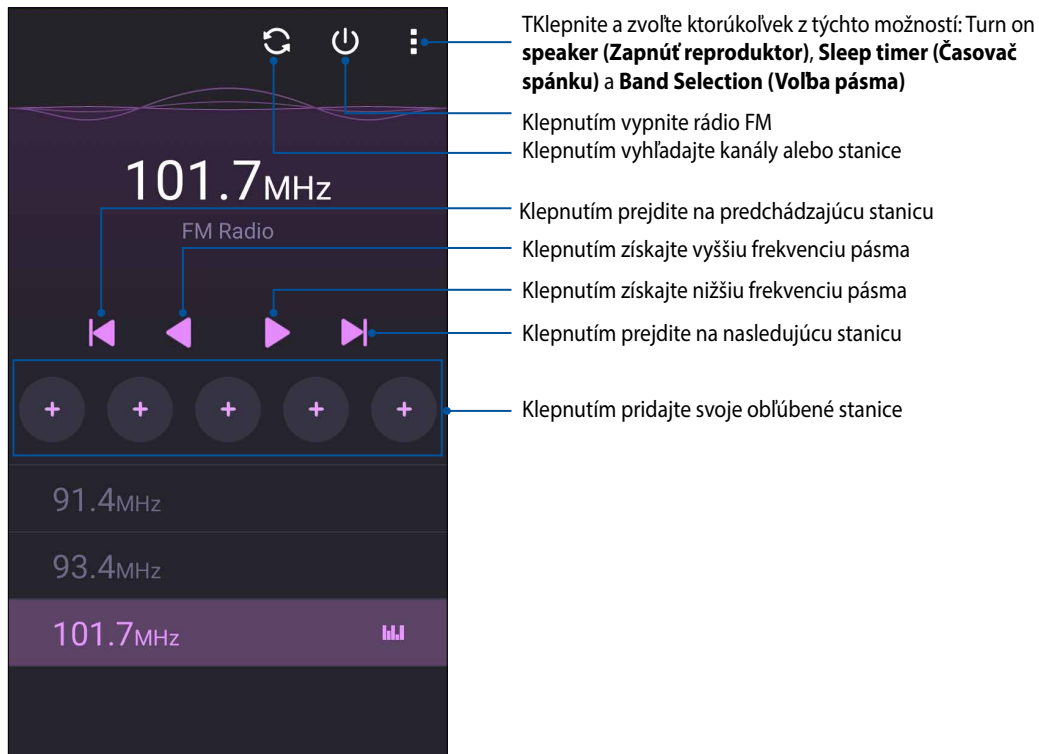 TKlepnite a zvoľte ktorúkoľvek z týchto možností: Turn on
speaker (Zapnúť reproduktor), Sleep timer (Časovač
spánku) a Band Selection (Voľba pásma)
Klepnutím vypnite rádio FM
Klepnutím vyhľadajte kanály alebo stanice
101.7MHz
FM Radio
Klepnutím prejdite na predchádzajúcu stanicu
Klepnutím získajte vyššiu frekvenciu pásma
Klepnutím získajte nižšiu frekvenciu pásma
Klepnutím prejdite na nasledujúcu stanicu
Klepnutím pridajte svoje obľúbené stanice
91.4MHz
93.4MHz
101.7MHz